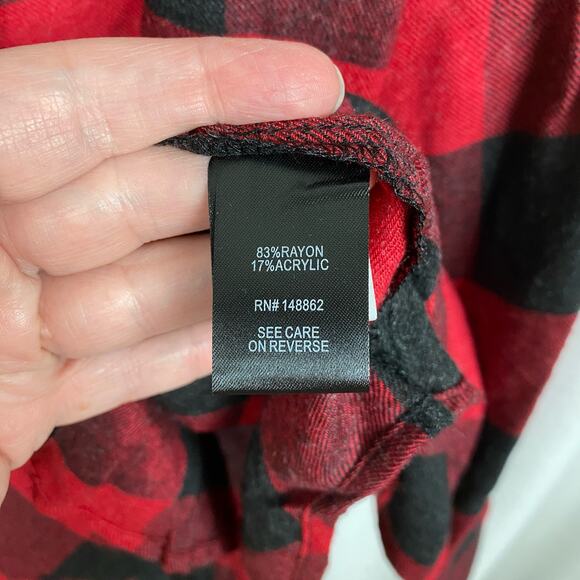 83%RAYON
17%ACRYLIC
RN# 148862
SEE CARE
ON REVERSE